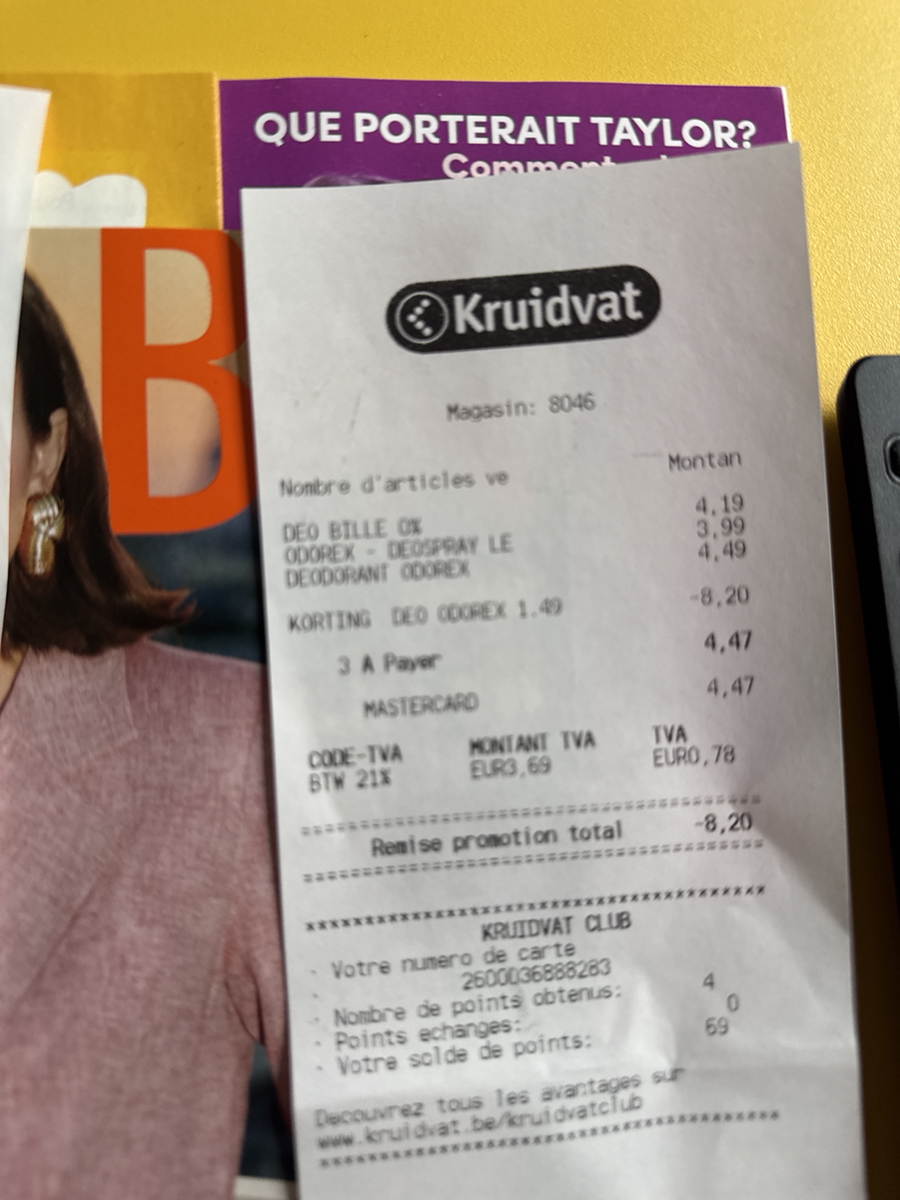 QUE PORTERAIT TAYLOR?
B
Kruidvat
Magasin: 8046
Nombre d'articles ve Montan
DEO BILLE 0% 4,19
ODOREX - DEOSPRAY LE 3,99
DEODORANT ODOREX 4,49
KORTING DEO ODOREX 1.49 -8,20
3 A Payer 4,47
MASTERCARD 4,47
CODE-TVA MONTANT TVA TVA
BTW 21% EUR3,69 EUR0,78
=======================================
Remise promotion total -8,20
=======================================
***************************************
KRUIDVAT CLUB
· Votre numero de carte
· 2600036888283
· Nombre de points obtenus: 4
· Points echanges: 0
· Votre solde de points: 69
Decouvrez tous les avantages sur
www.kruidvat.be/kruidvatclub
***************************************